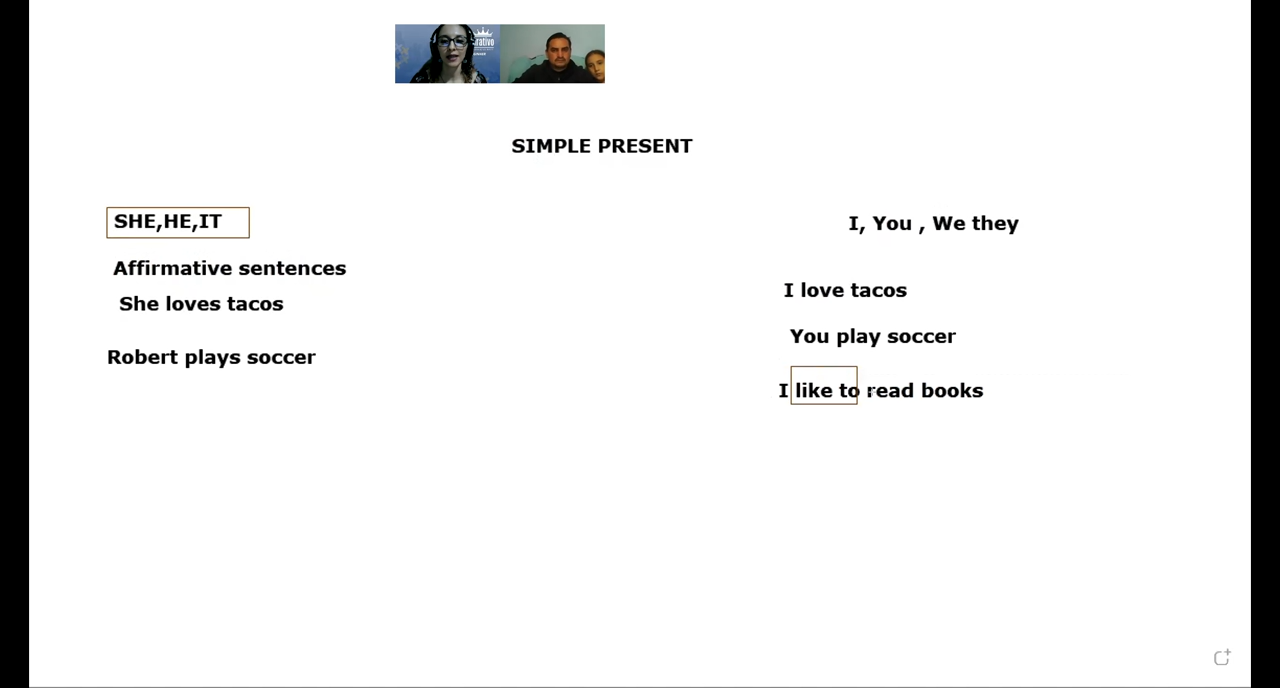 rativo
SIMPLE PRESENT
SHE,HE,IT
Affirmative sentences
She loves tacos
Robert plays soccer
I, You , We they
I love tacos
You play soccer
I like to read books